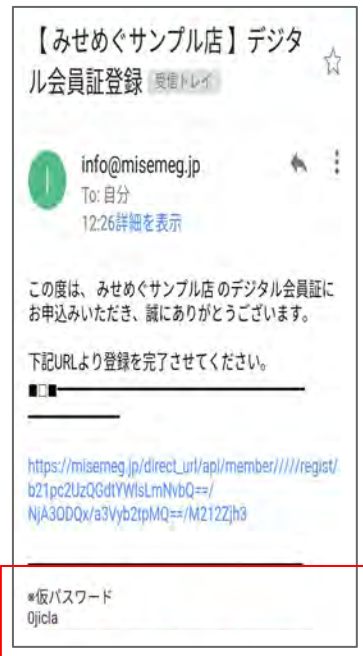 【みせめぐサンプル店】デジタ
ル会員証登録 受信トレイ
I
info@misemeg.jp
To: 自分
12:26詳細を表示
この度は、 みせめぐサンプル店 のデジタル会員証に
お申込みいただき、誠にありがとうございます。
下記URLより登録を完了させてください。
■□■━━━━━━━━━━━━━━━━
━━━━━━
https://misemeg.jp/direct_url/api/member/////regist/
b21pc2UzQGdtYWlsLmNvbQ==/
NjA3ODQx/a3Vyb2tpMQ==/M212Zjh3
━━━━━━━━━━━━━━━━━━
※仮パスワード
0jicla